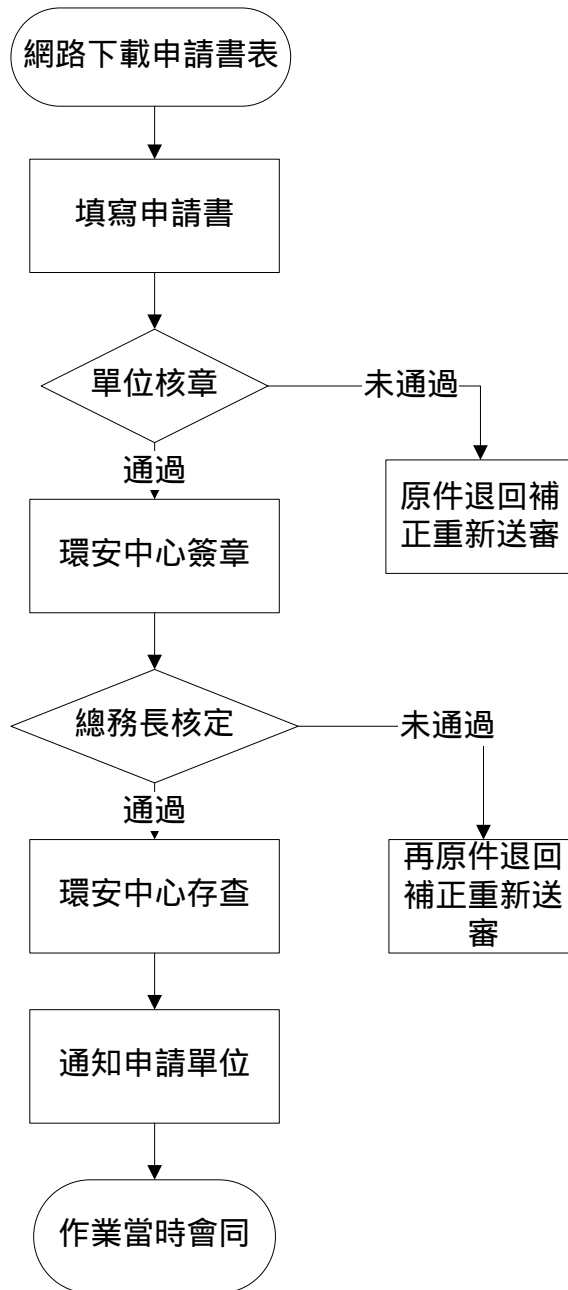 網路下載申請書表
填寫申請書
單位核章
未通過
通過
原件退回補
正重新送審
環安中心簽章
總務長核定
未通過
通過
再原件退回
補正重新送
審
環安中心存查
通知申請單位
作業當時會同